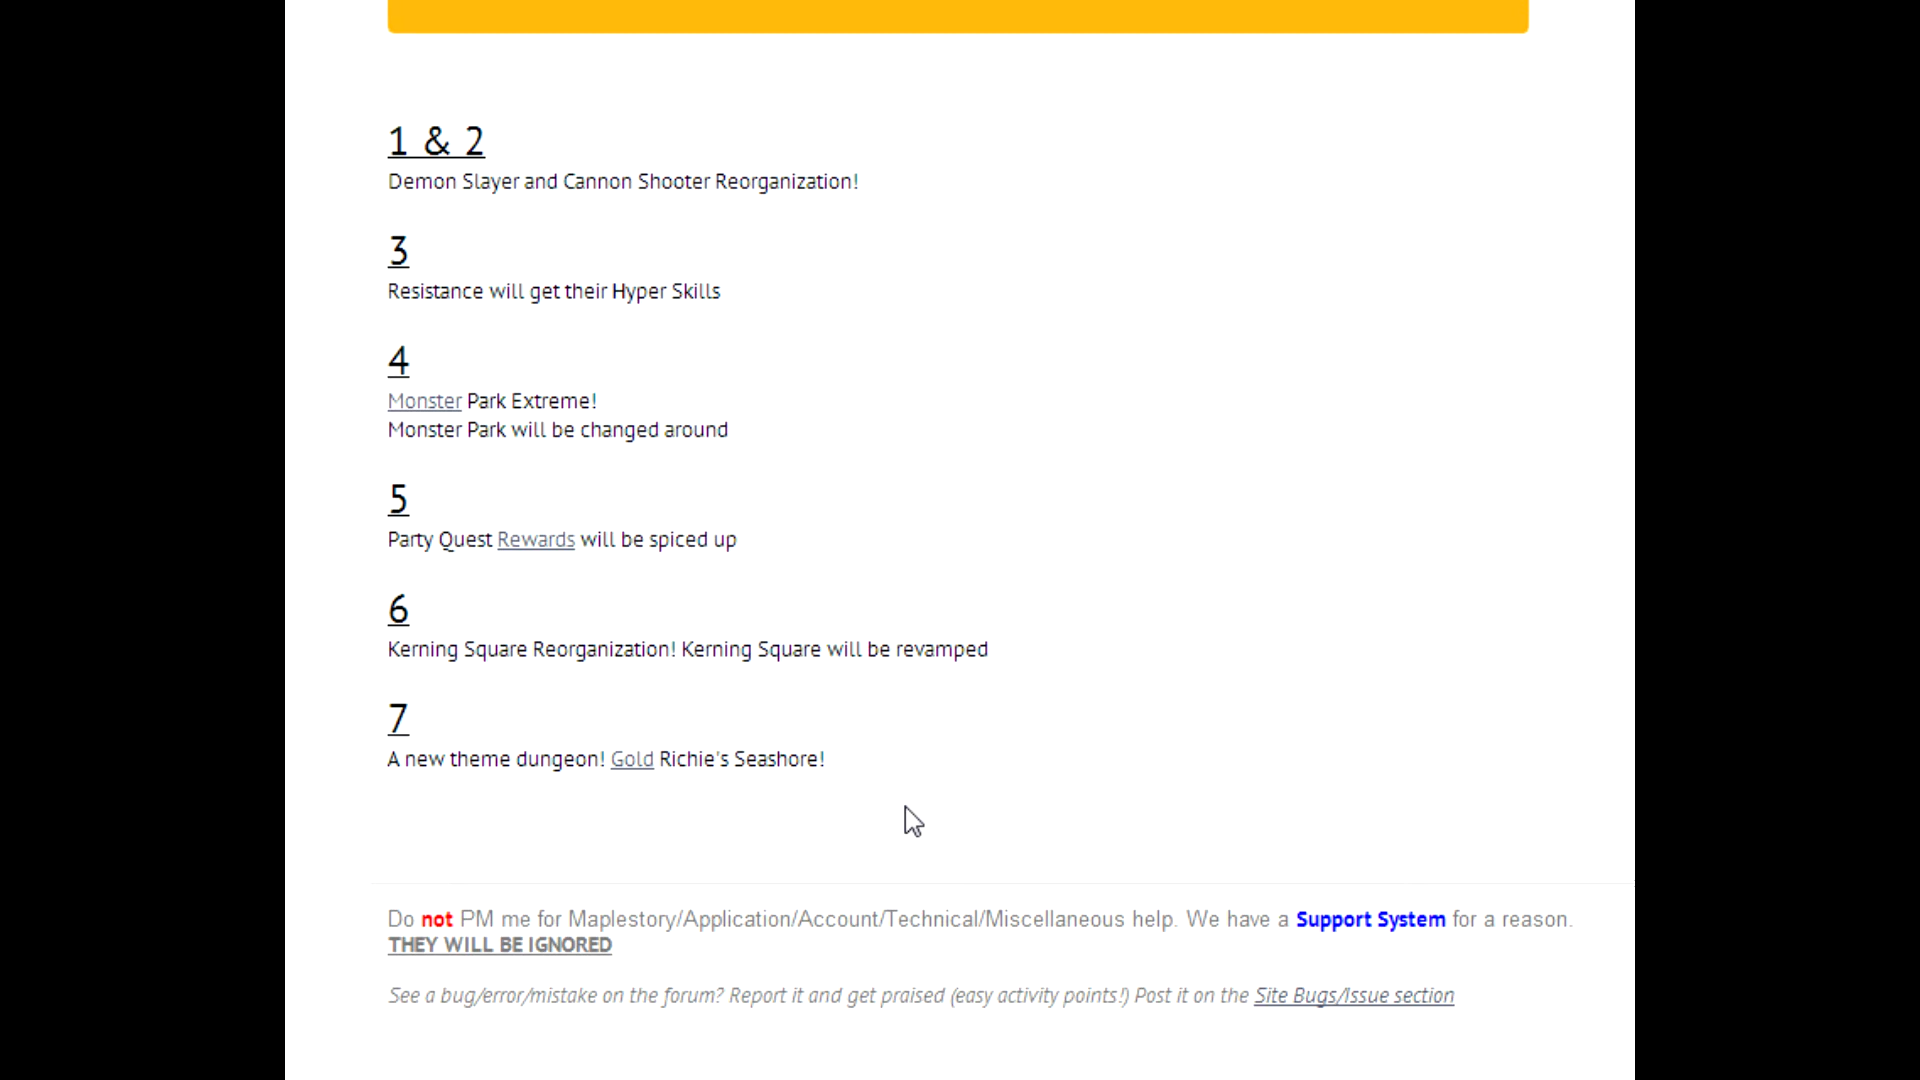 1 & 2
Demon Slayer and Cannon Shooter Reorganization!
3
Resistance will get their Hyper Skills
4
Monster Park Extreme!
Monster Park will be changed around
5
Party Quest Rewards will be spiced up
6
Kerning Square Reorganization! Kerning Square will be revamped
7
A new theme dungeon! Gold Richie's Seashore!
Do not PM me for Maplestory/Application/Account/Technical/Miscellaneous help. We have a Support System for a reason.
THEY WILL BE IGNORED
See a bug/error/mistake on the forum? Report it and get praised (easy activity points!) Post it on the Site Bugs/Issue section